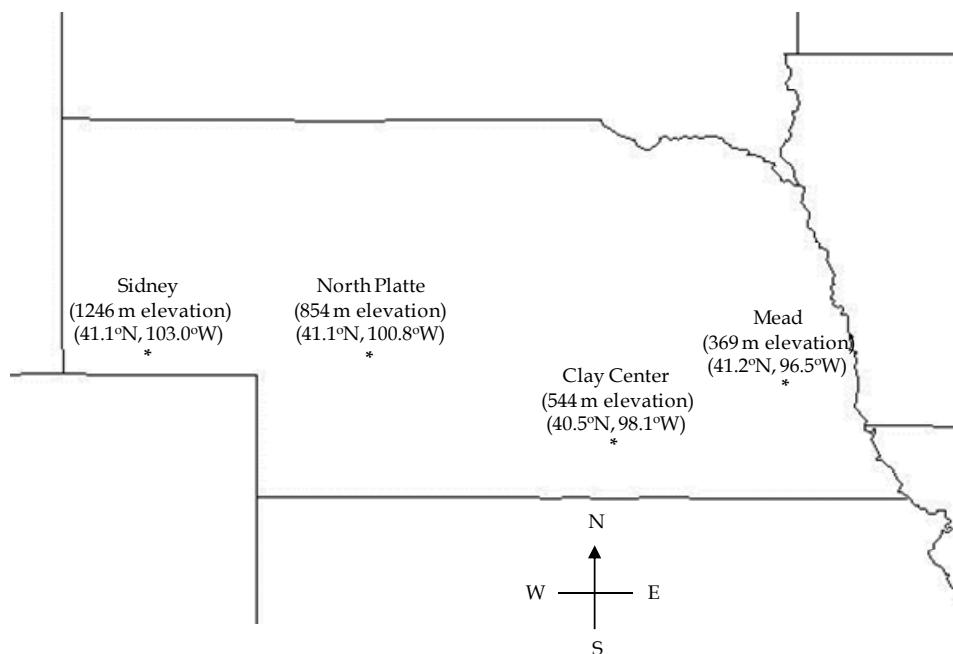 Sidney
(1246 m elevation)
(41.1ºN, 103.0ºW)
*
North Platte
(854 m elevation)
(41.1ºN, 100.8ºW)
*
Mead
(369 m elevation)
(41.2ºN, 96.5ºW)
*
Clay Center
(544 m elevation)
(40.5ºN, 98.1ºW)
*
N
W
E
S